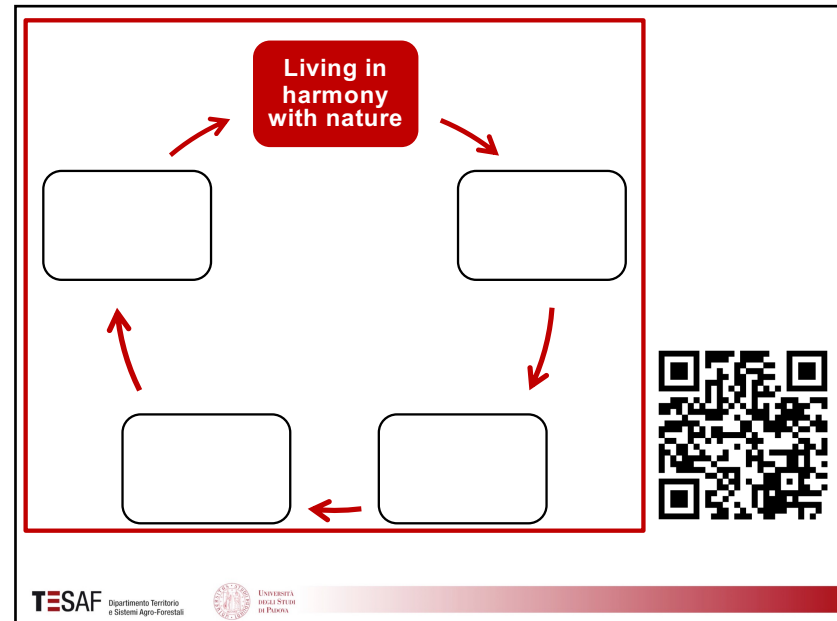 Living in
harmony
with nature
TESAF Dipartimento Territorio
e Sistemi Agro-Forestali
UNIVERSITÀ
DEGLI STUDI
DI PADOVA